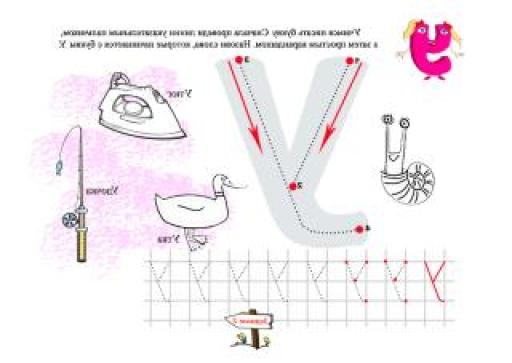 Учимся писать букву. Сначала проведи линии указательным пальчиком,
а затем простым карандашом. Назови слова, которые начинаются с буквы У.
1
3
Утюг
Удочка
2
Утка
4
Задание